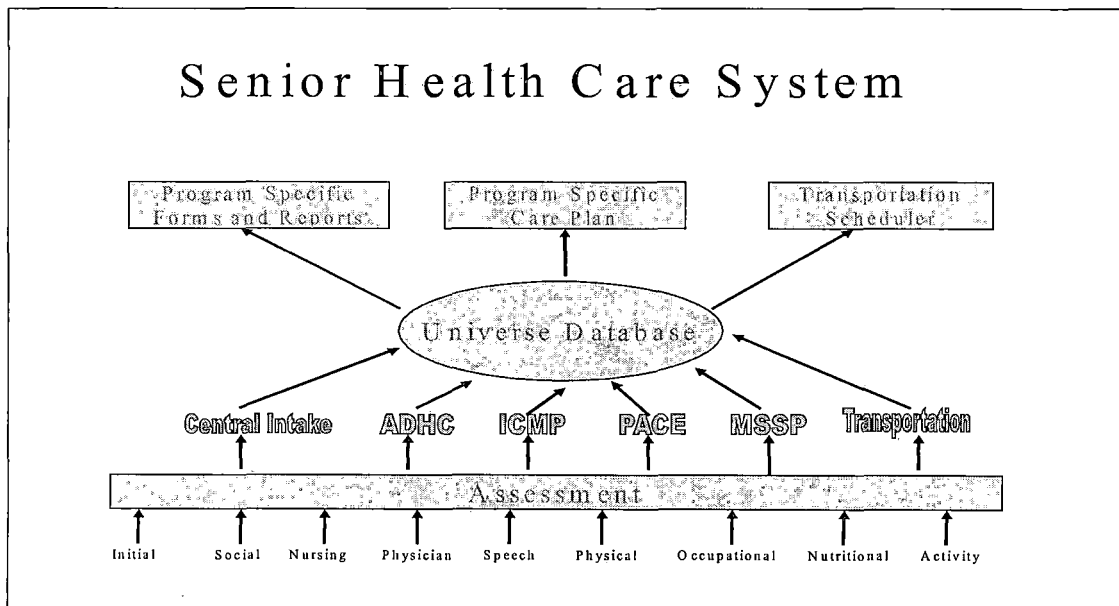 Senior Health Care System
Program Specific
Forms and Reports
Program Specific
Care Plan
Transportation
Scheduler
Universe Database
Central Intake ADHC ICMP PACE MSSP Transportation
Assessment
Initial Social Nursing Physician Speech Physical Occupational Nutritional Activity